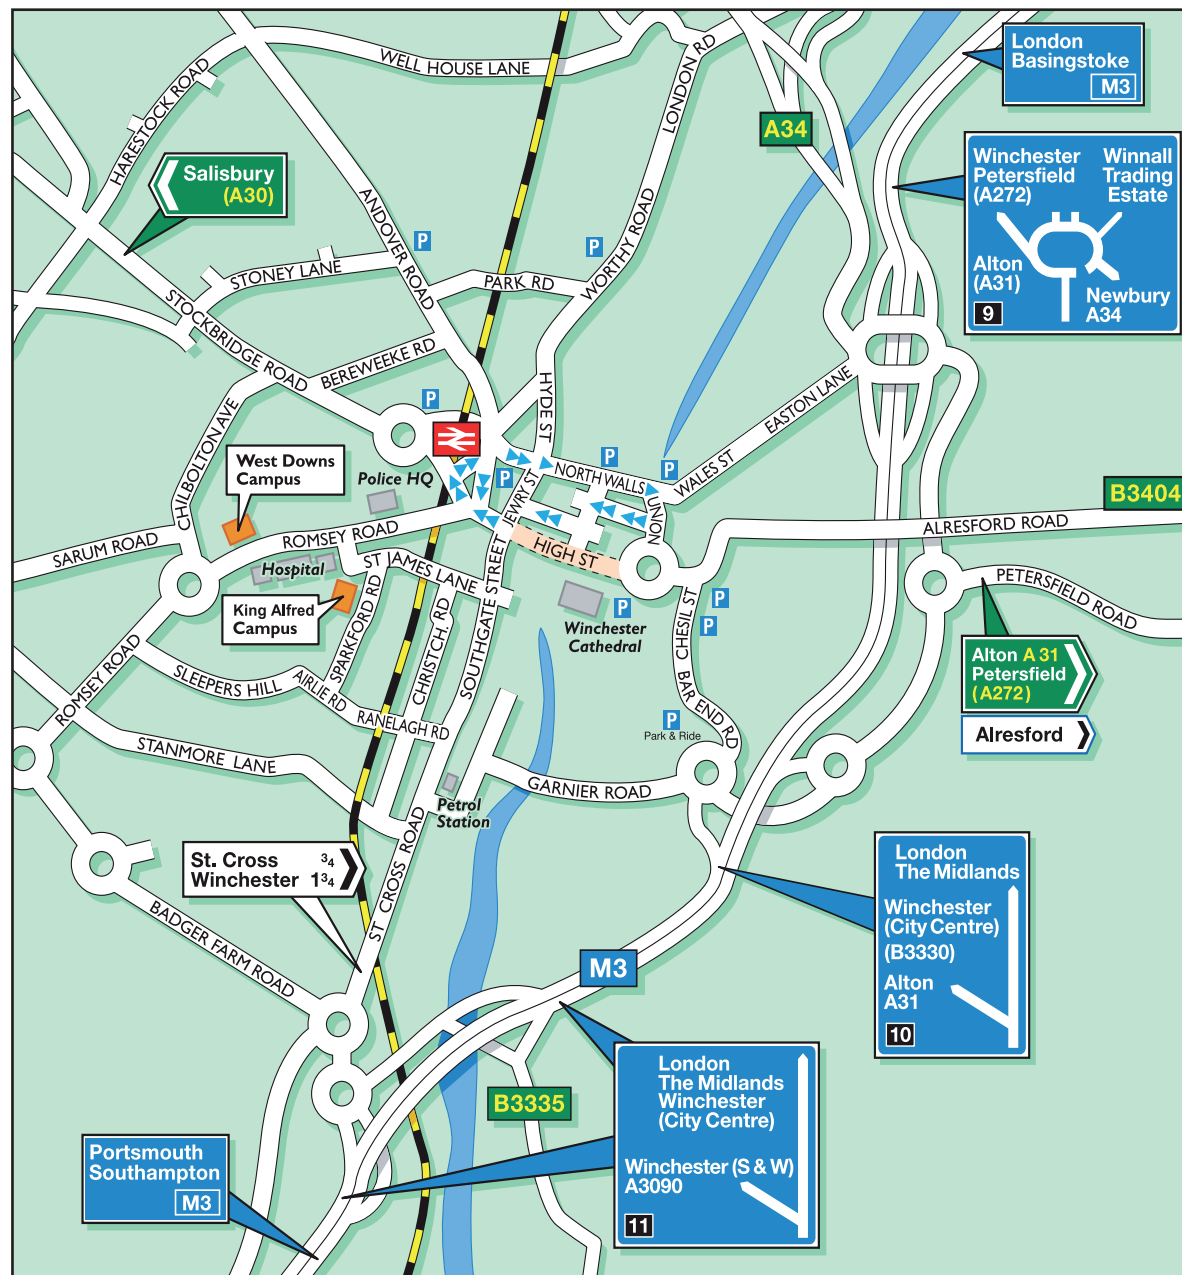 London
Basingstoke
M3
WELL HOUSE LANE
LONDON RD
HARESTOCK ROAD
A34
Winchester
Petersfield
(A272)
Winnall
Trading
Estate
Alton
(A31)
Newbury
A34
9
Salisbury
(A30)
ANDOVER ROAD
P
P
WORTHY ROAD
STONEY LANE
PARK RD
STOCKBRIDGE ROAD
BEREWEEKE RD
HYDE ST
EASTON LANE
P
CHILBOLTON AVE
West Downs
Campus
Police HQ
P
P
P
NORTH WALLS
WALES ST
JEWRY ST
UNION
B3404
ALRESFORD ROAD
SARUM ROAD
ROMSEY ROAD
HIGH ST
Hospital
ST JAMES LANE
SOUTHGATE STREET
PETERSFIELD ROAD
King Alfred
Campus
SPARKFORD RD
CHRISTCH. RD
Winchester
Cathedral
P
CHESIL ST
P
P
Alton A 31
Petersfield
(A272)
Alresford
ROMSEY ROAD
SLEEPERS HILL
AIRLIE RD
RANELAGH RD
BAR END RD
P
Park & Ride
STANMORE LANE
GARNIER ROAD
Petrol
Station
ST CROSS ROAD
St. Cross 3/4
Winchester 1 3/4
London
The Midlands
Winchester
(City Centre)
(B3330)
Alton
A31
10
BADGER FARM ROAD
M3
London
The Midlands
Winchester
(City Centre)
Winchester (S & W)
A3090
11
B3335
Portsmouth
Southampton
M3